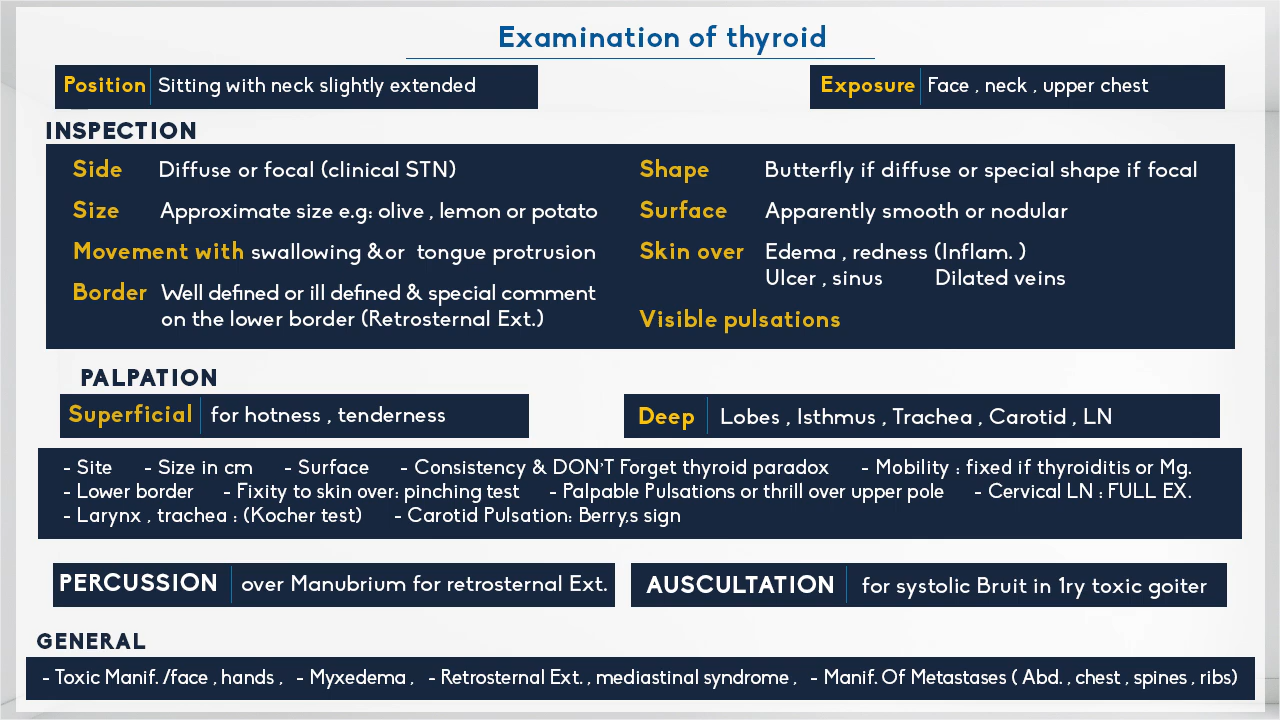 Examination of thyroid
Position Sitting with neck slightly extended
Exposure Face , neck , upper chest
INSPECTION
Side Diffuse or focal (clinical STN)
Size Approximate size e.g: olive , lemon or potato
Movement with swallowing &or tongue protrusion
Border Well defined or ill defined & special comment
on the lower border (Retrosternal Ext.)
Shape Butterfly if diffuse or special shape if focal
Surface Apparently smooth or nodular
Skin over Edema , redness (Inflam. )
Ulcer , sinus Dilated veins
Visible pulsations
PALPATION
Superficial for hotness , tenderness
Deep Lobes , Isthmus , Trachea , Carotid , LN
- Site - Size in cm - Surface - Consistency & DON'T Forget thyroid paradox - Mobility : fixed if thyroiditis or Mg.
- Lower border - Fixity to skin over: pinching test - Palpable Pulsations or thrill over upper pole - Cervical LN : FULL EX.
- Larynx , trachea : (Kocher test) - Carotid Pulsation: Berry,s sign
PERCUSSION over Manubrium for retrosternal Ext.
AUSCULTATION for systolic Bruit in 1ry toxic goiter
GENERAL
- Toxic Manif. /face , hands , - Myxedema , - Retrosternal Ext. , mediastinal syndrome , - Manif. Of Metastases ( Abd. , chest , spines , ribs)